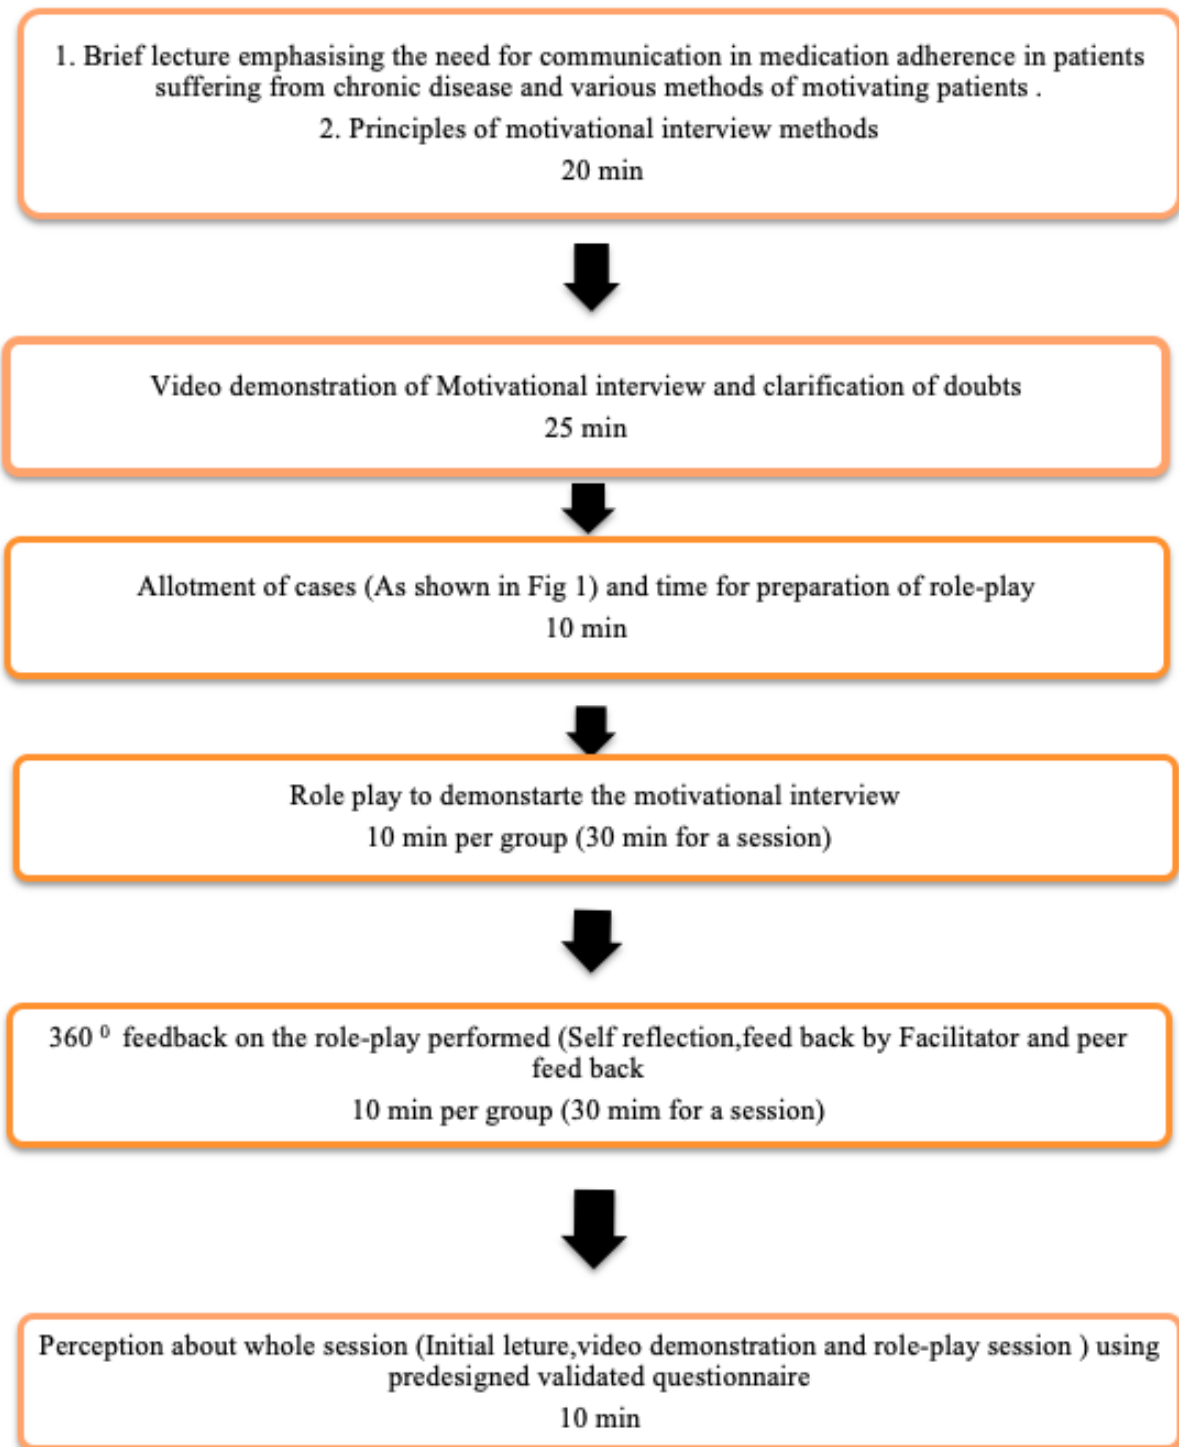 1. Brief lecture emphasising the need for communication in medication adherence in patients
suffering from chronic disease and various methods of motivating patients .
2. Principles of motivational interview methods
20 min
Video demonstration of Motivational interview and clarification of doubts
25 min
Allotment of cases (As shown in Fig 1) and time for preparation of role-play
10 min
Role play to demonstarte the motivational interview
10 min per group (30 min for a session)
360 ⁰ feedback on the role-play performed (Self reflection,feed back by Facilitator and peer
feed back
10 min per group (30 mim for a session)
Perception about whole session (Initial leture,video demonstration and role-play session ) using
predesigned validated questionnaire
10 min